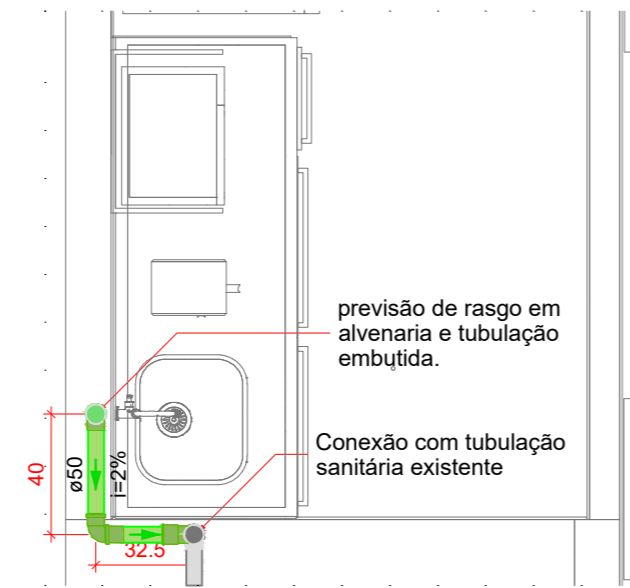 previsão de rasgo em
alvenaria e tubulação
embutida.
Conexão com tubulação
sanitária existente
40
ø50
i=2%
32.5